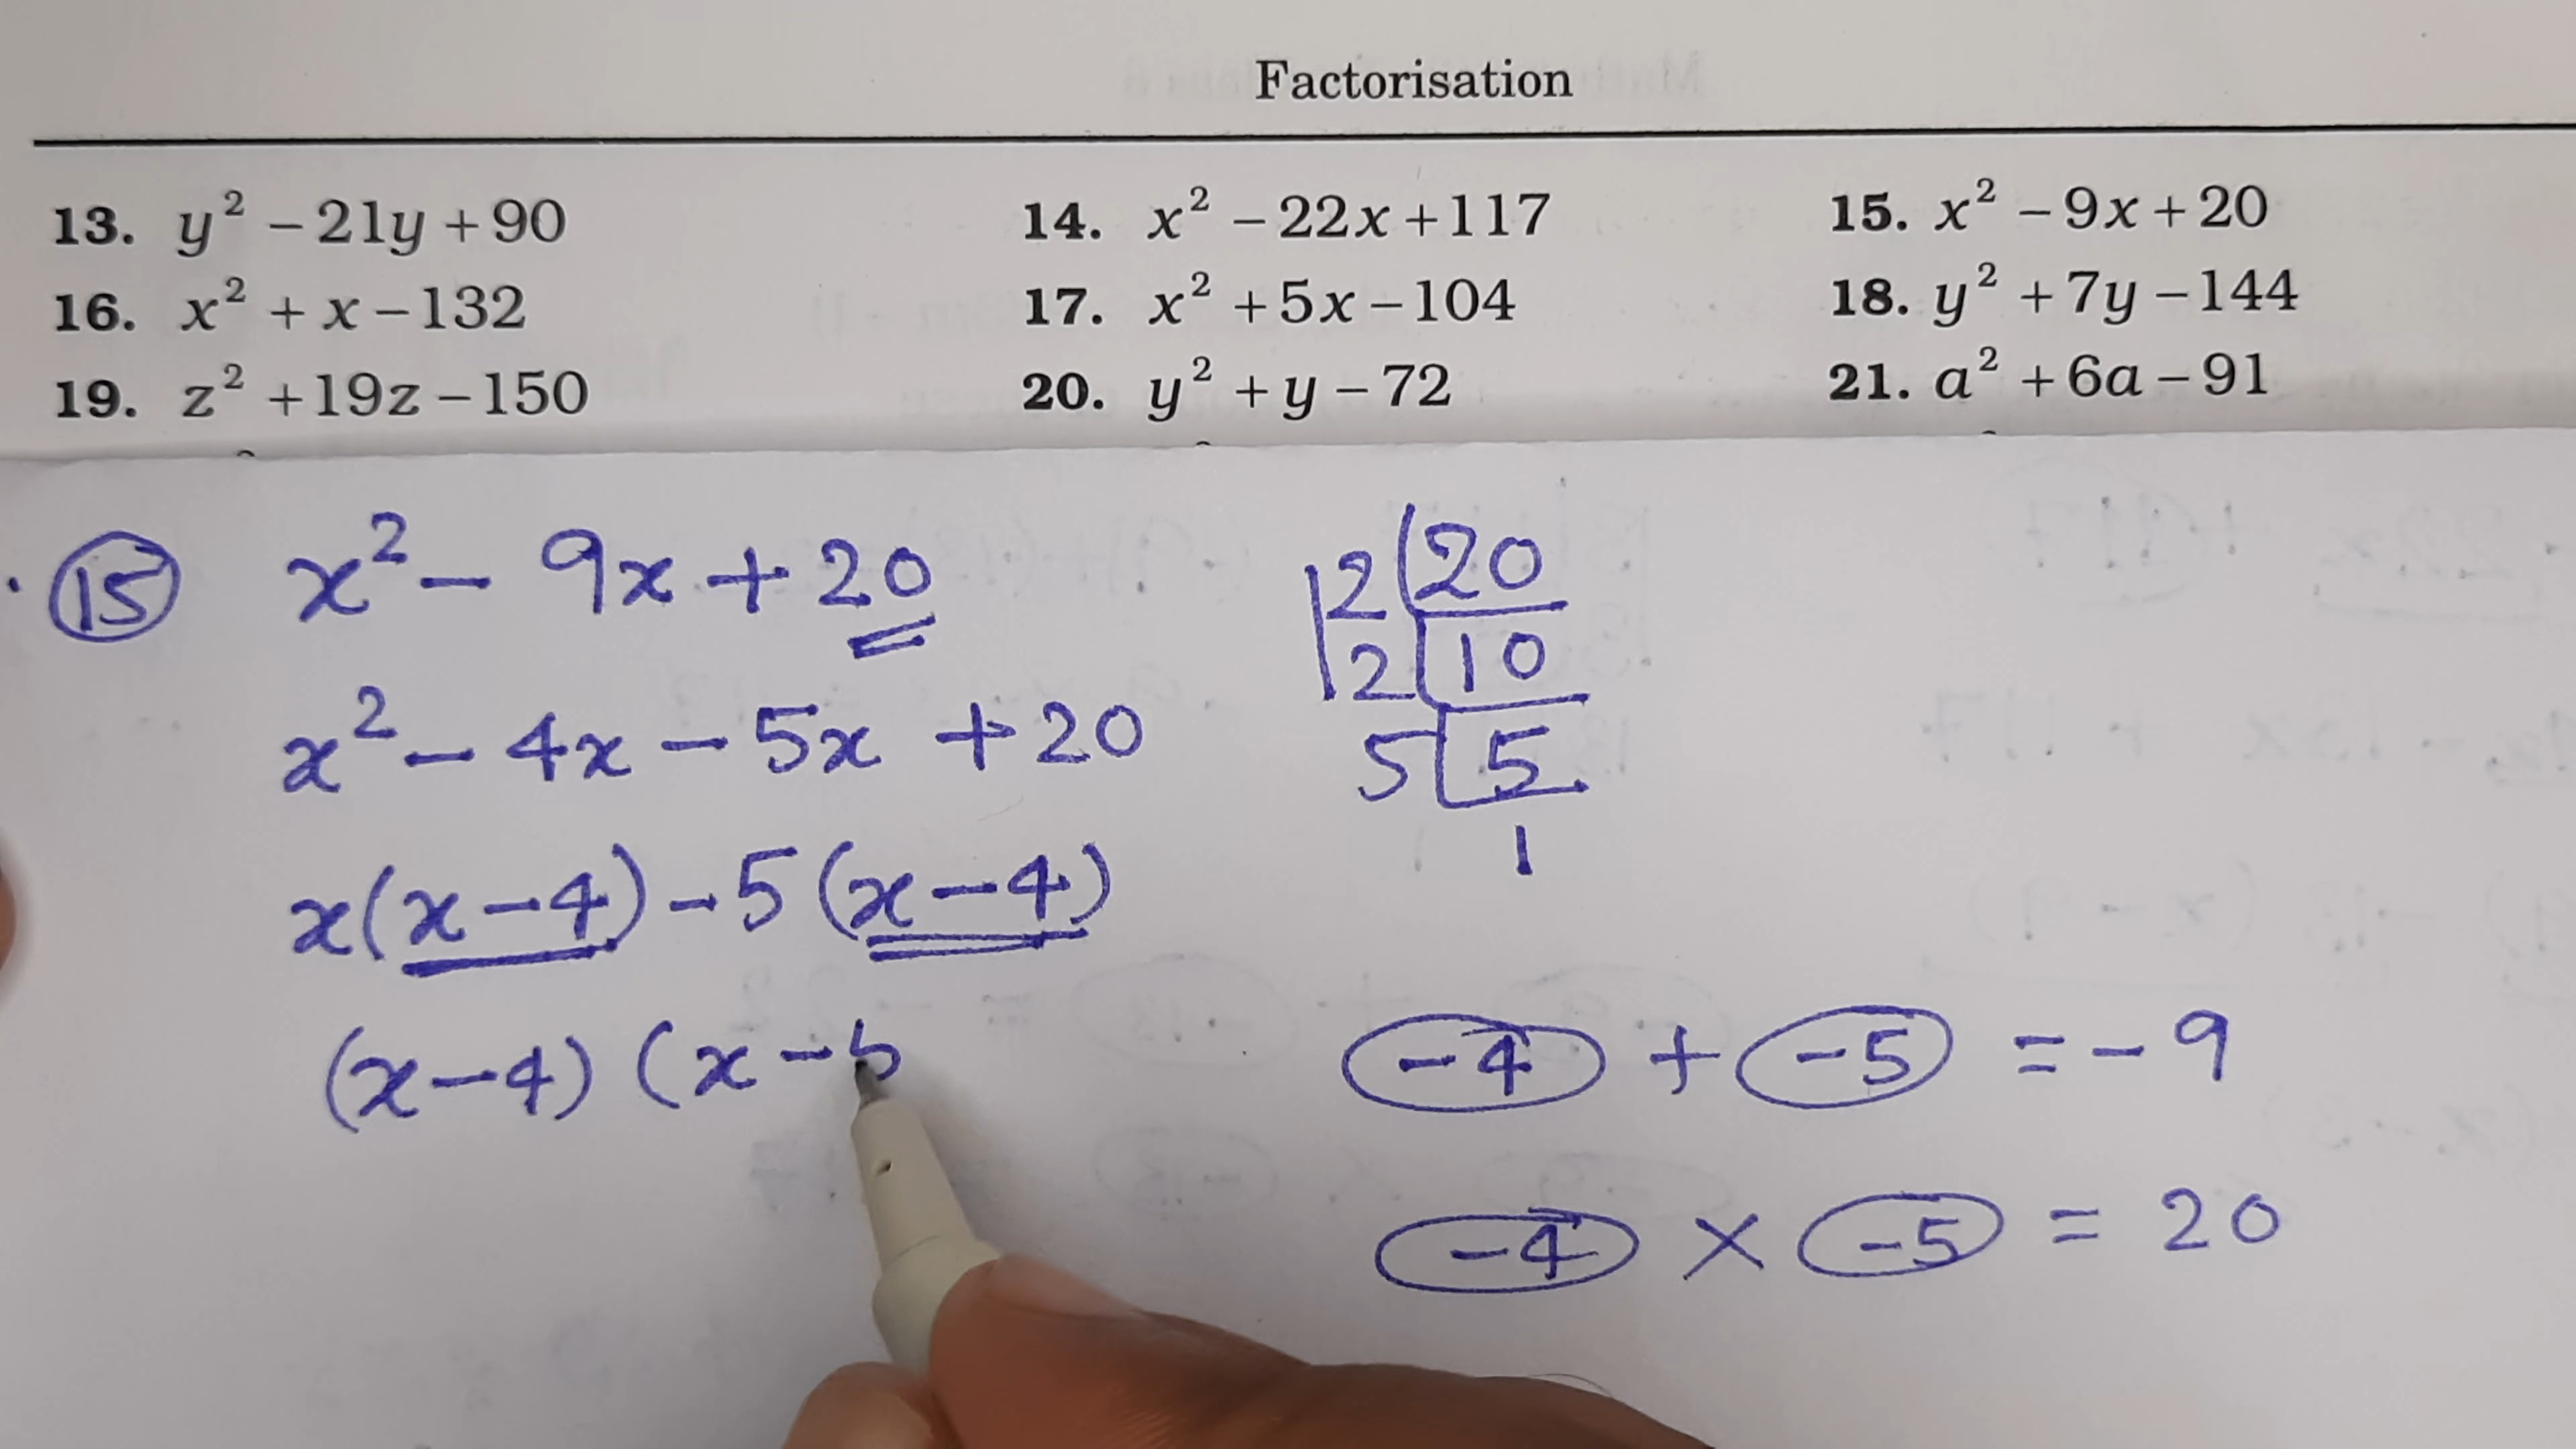 Factorisation
13. y² − 21y + 90 14. x² − 22x + 117 15. x² − 9x + 20
16. x² + x − 132 17. x² + 5x − 104 18. y² + 7y − 144
19. z² + 19z − 150 20. y² + y − 72 21. a² + 6a − 91
15 x² − 9x + 20
x² − 4x − 5x + 20
x(x − 4) − 5(x − 4)
(x − 4) (x − 5
2 20
2 10
5 5
1
−4 + −5 = −9
−4 × −5 = 20